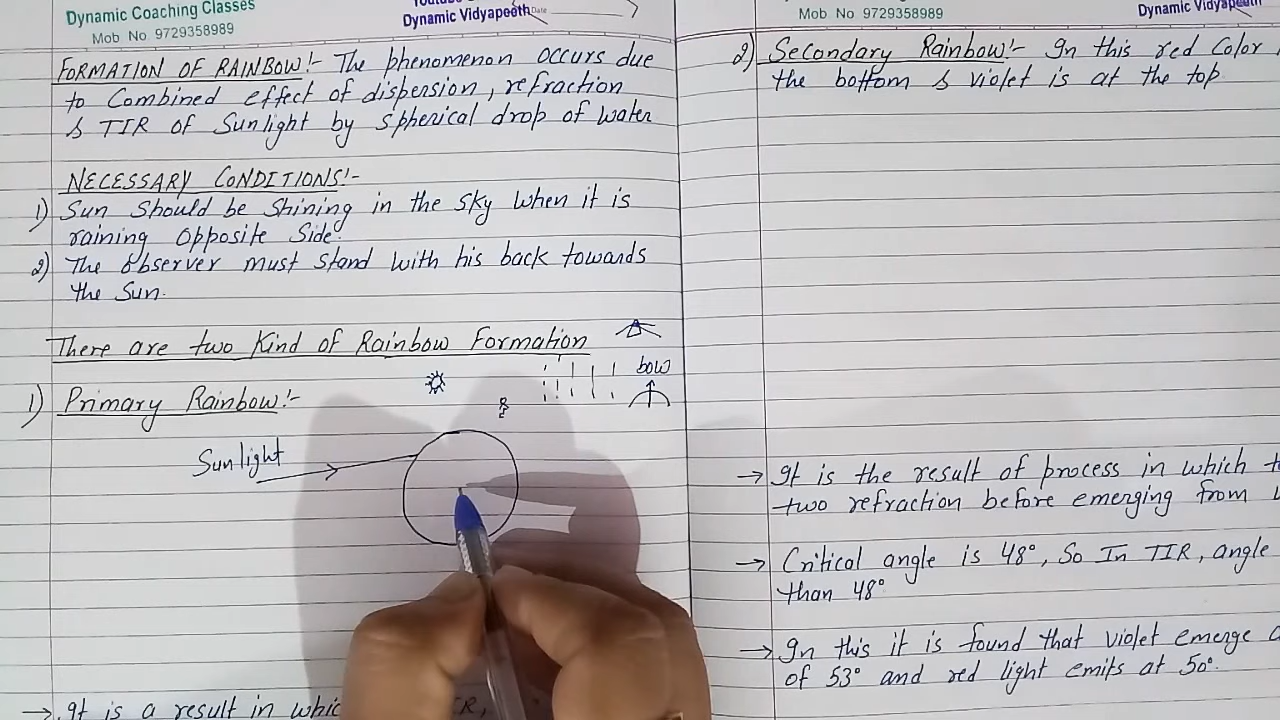 Dynamic Coaching Classes
Mob No 9729358989
Dynamic Vidyapeeth
Date
FORMATION OF RAINBOW:- The phenomenon occurs due
to Combined effect of dispension, refraction
& TIR of Sunlight by Spherical drop of water
NECESSARY CONDITIONS:-
1) Sun Should be Shining in the Sky when it is
raining opposite Side.
2) The observer must Stand with his back towards
the Sun.
There are two Kind of Rainbow Formation
bow
1) Primary Rainbow:-
Sunlight
→ It is a result in
Mob No 9729358989
Dynamic Vidyapeeth
2) Secondary Rainbow:- In this red Color
the bottom & violet is at the top
→ It is the result of process in which
two refraction before emerging from
→ Critical angle is 48°, So In TIR, angle
than 48°
→ In this it is found that violet emerge
of 53° and red light emits at 50°.